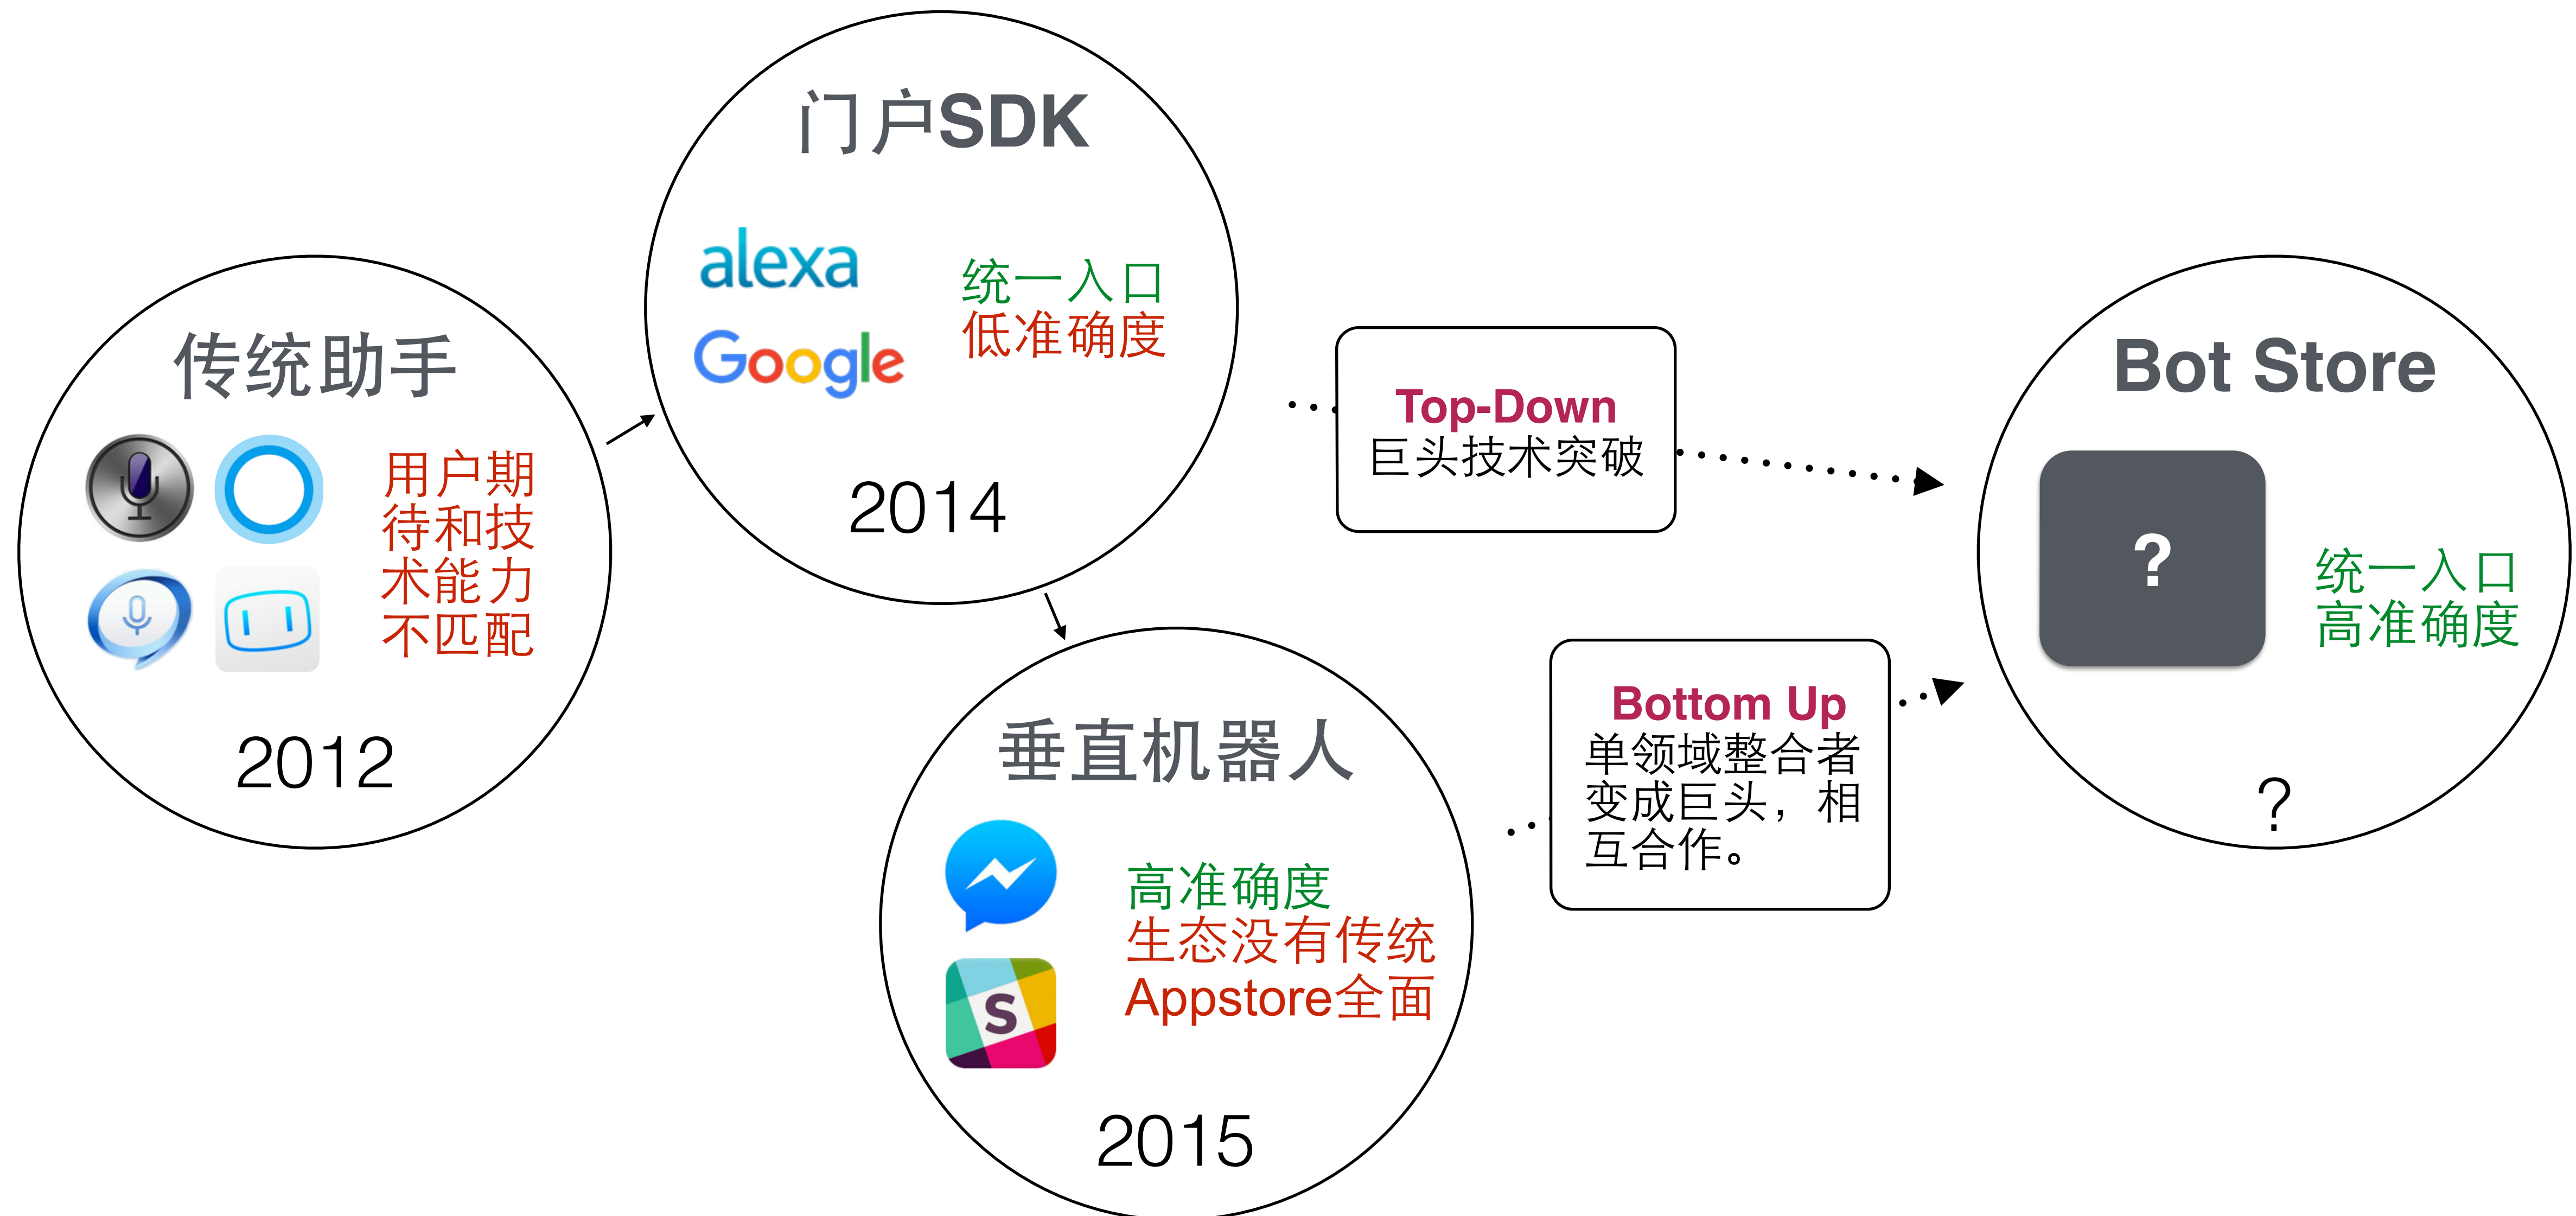 传统助手
用户期
待和技
术能力
不匹配
2012
门户SDK
alexa
Google
统一入口
低准确度
2014
垂直机器人
S
高准确度
生态没有传统
Appstore全面
2015
Top-Down
巨头技术突破
Bottom Up
单领域整合者
变成巨头，相
互合作。
Bot Store
?
统一入口
高准确度
?